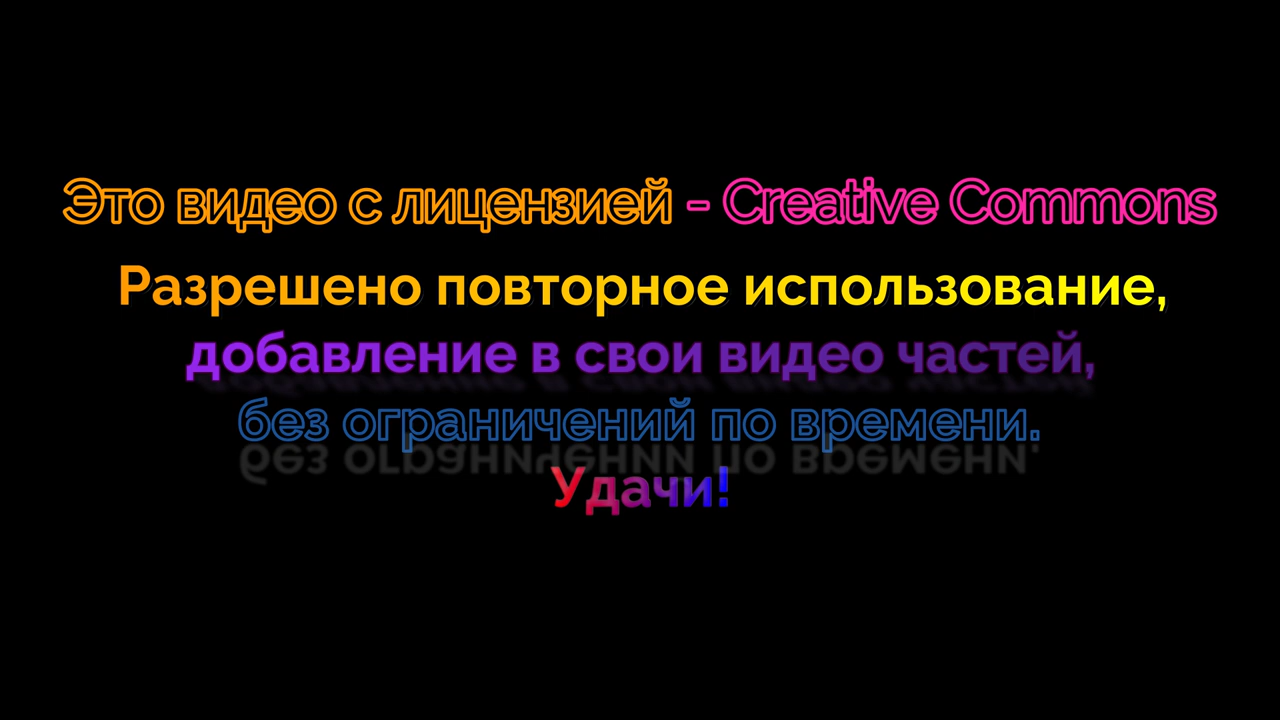 Это видео с лицензией - Creative Commons
Разрешено повторное использование,
добавление в свои видео частей,
без ограничений по времени.
Удачи!